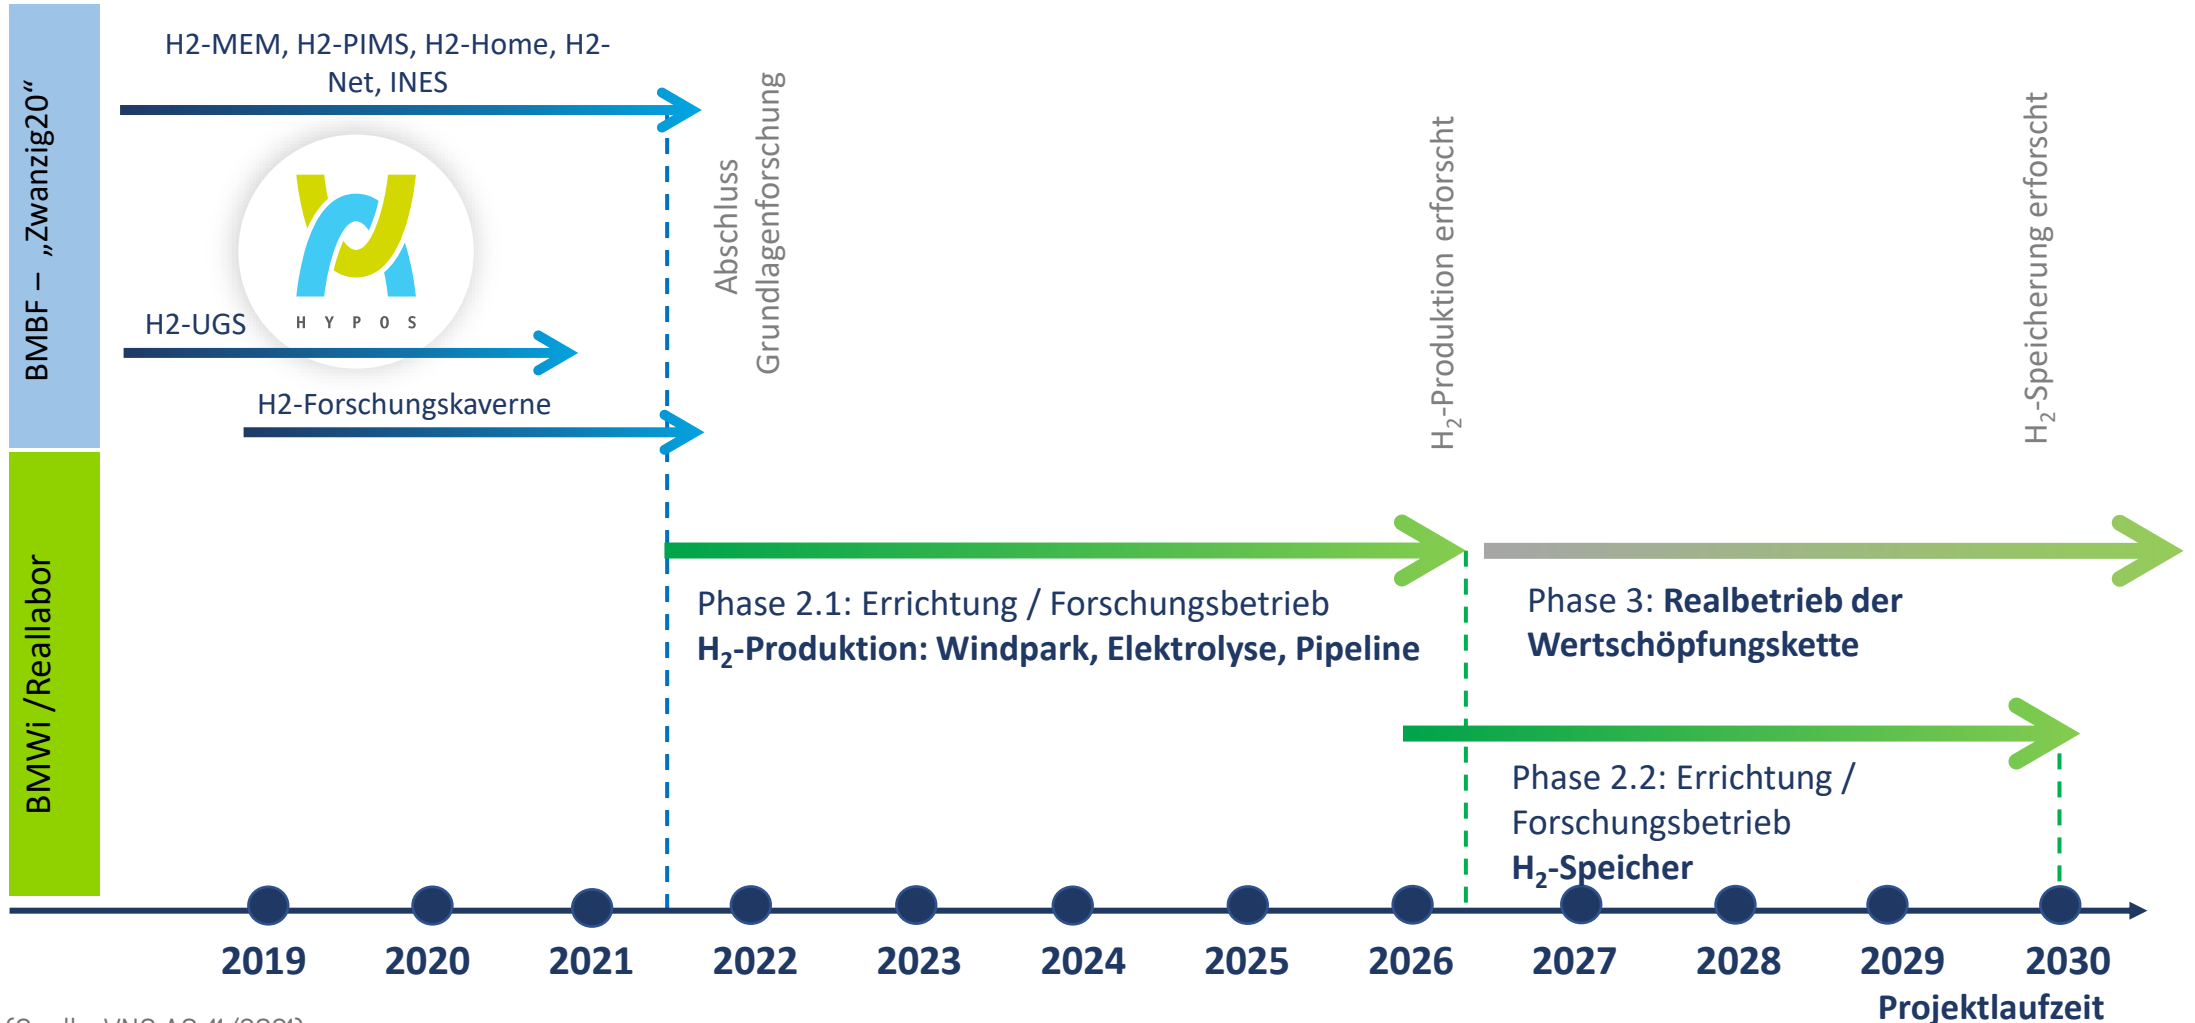 BMBF – „Zwanzig20“
H2-MEM, H2-PIMS, H2-Home, H2-
Net, INES
HYPOS
H2-UGS
H2-Forschungskaverne
Abschluss
Grundlagenforschung
H₂-Produktion erforscht
H₂-Speicherung erforscht
BMWi /Reallabor
Phase 2.1: Errichtung / Forschungsbetrieb
H₂-Produktion: Windpark, Elektrolyse, Pipeline
Phase 3: Realbetrieb der
Wertschöpfungskette
Phase 2.2: Errichtung /
Forschungsbetrieb
H₂-Speicher
2019 2020 2021 2022 2023 2024 2025 2026 2027 2028 2029 2030
Projektlaufzeit